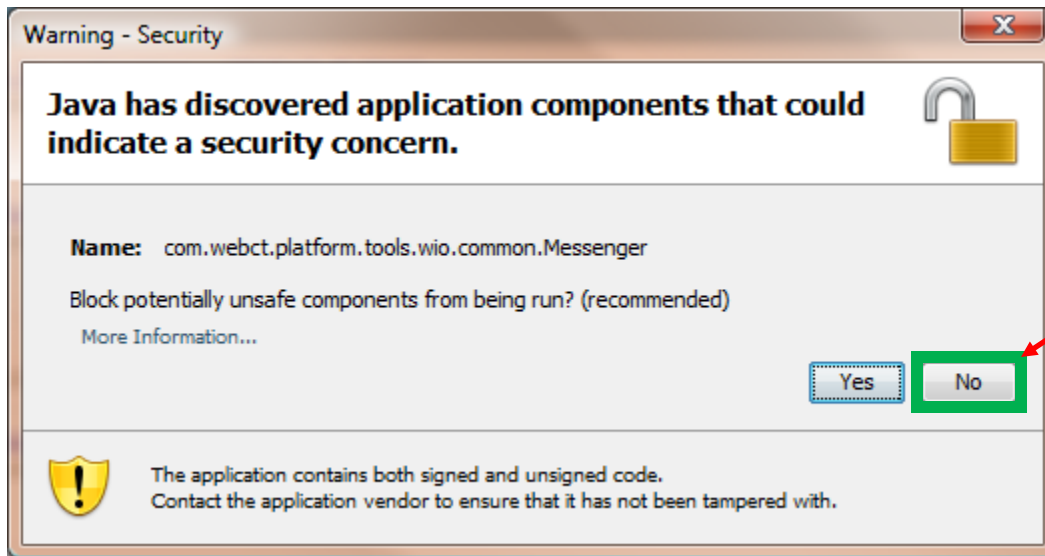 Warning - Security
Java has discovered application components that could
indicate a security concern.
Name: com.webct.platform.tools.wio.common.Messenger
Block potentially unsafe components from being run? (recommended)
More Information...
Yes No
The application contains both signed and unsigned code.
Contact the application vendor to ensure that it has not been tampered with.